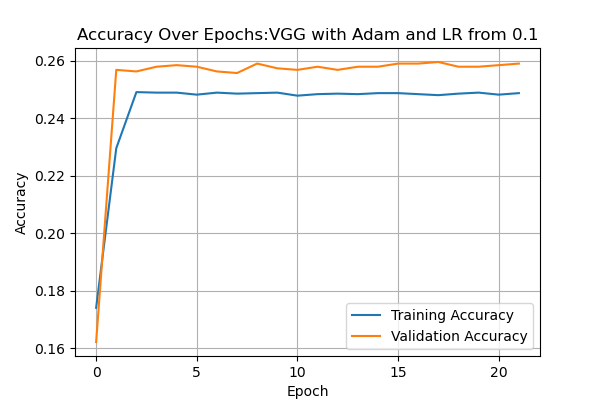 Accuracy Over Epochs:VGG with Adam and LR from 0.1
0.26
0.24
0.22
0.20
0.18
0.16
Accuracy
0
5
10
15
20
Epoch
Training Accuracy
Validation Accuracy